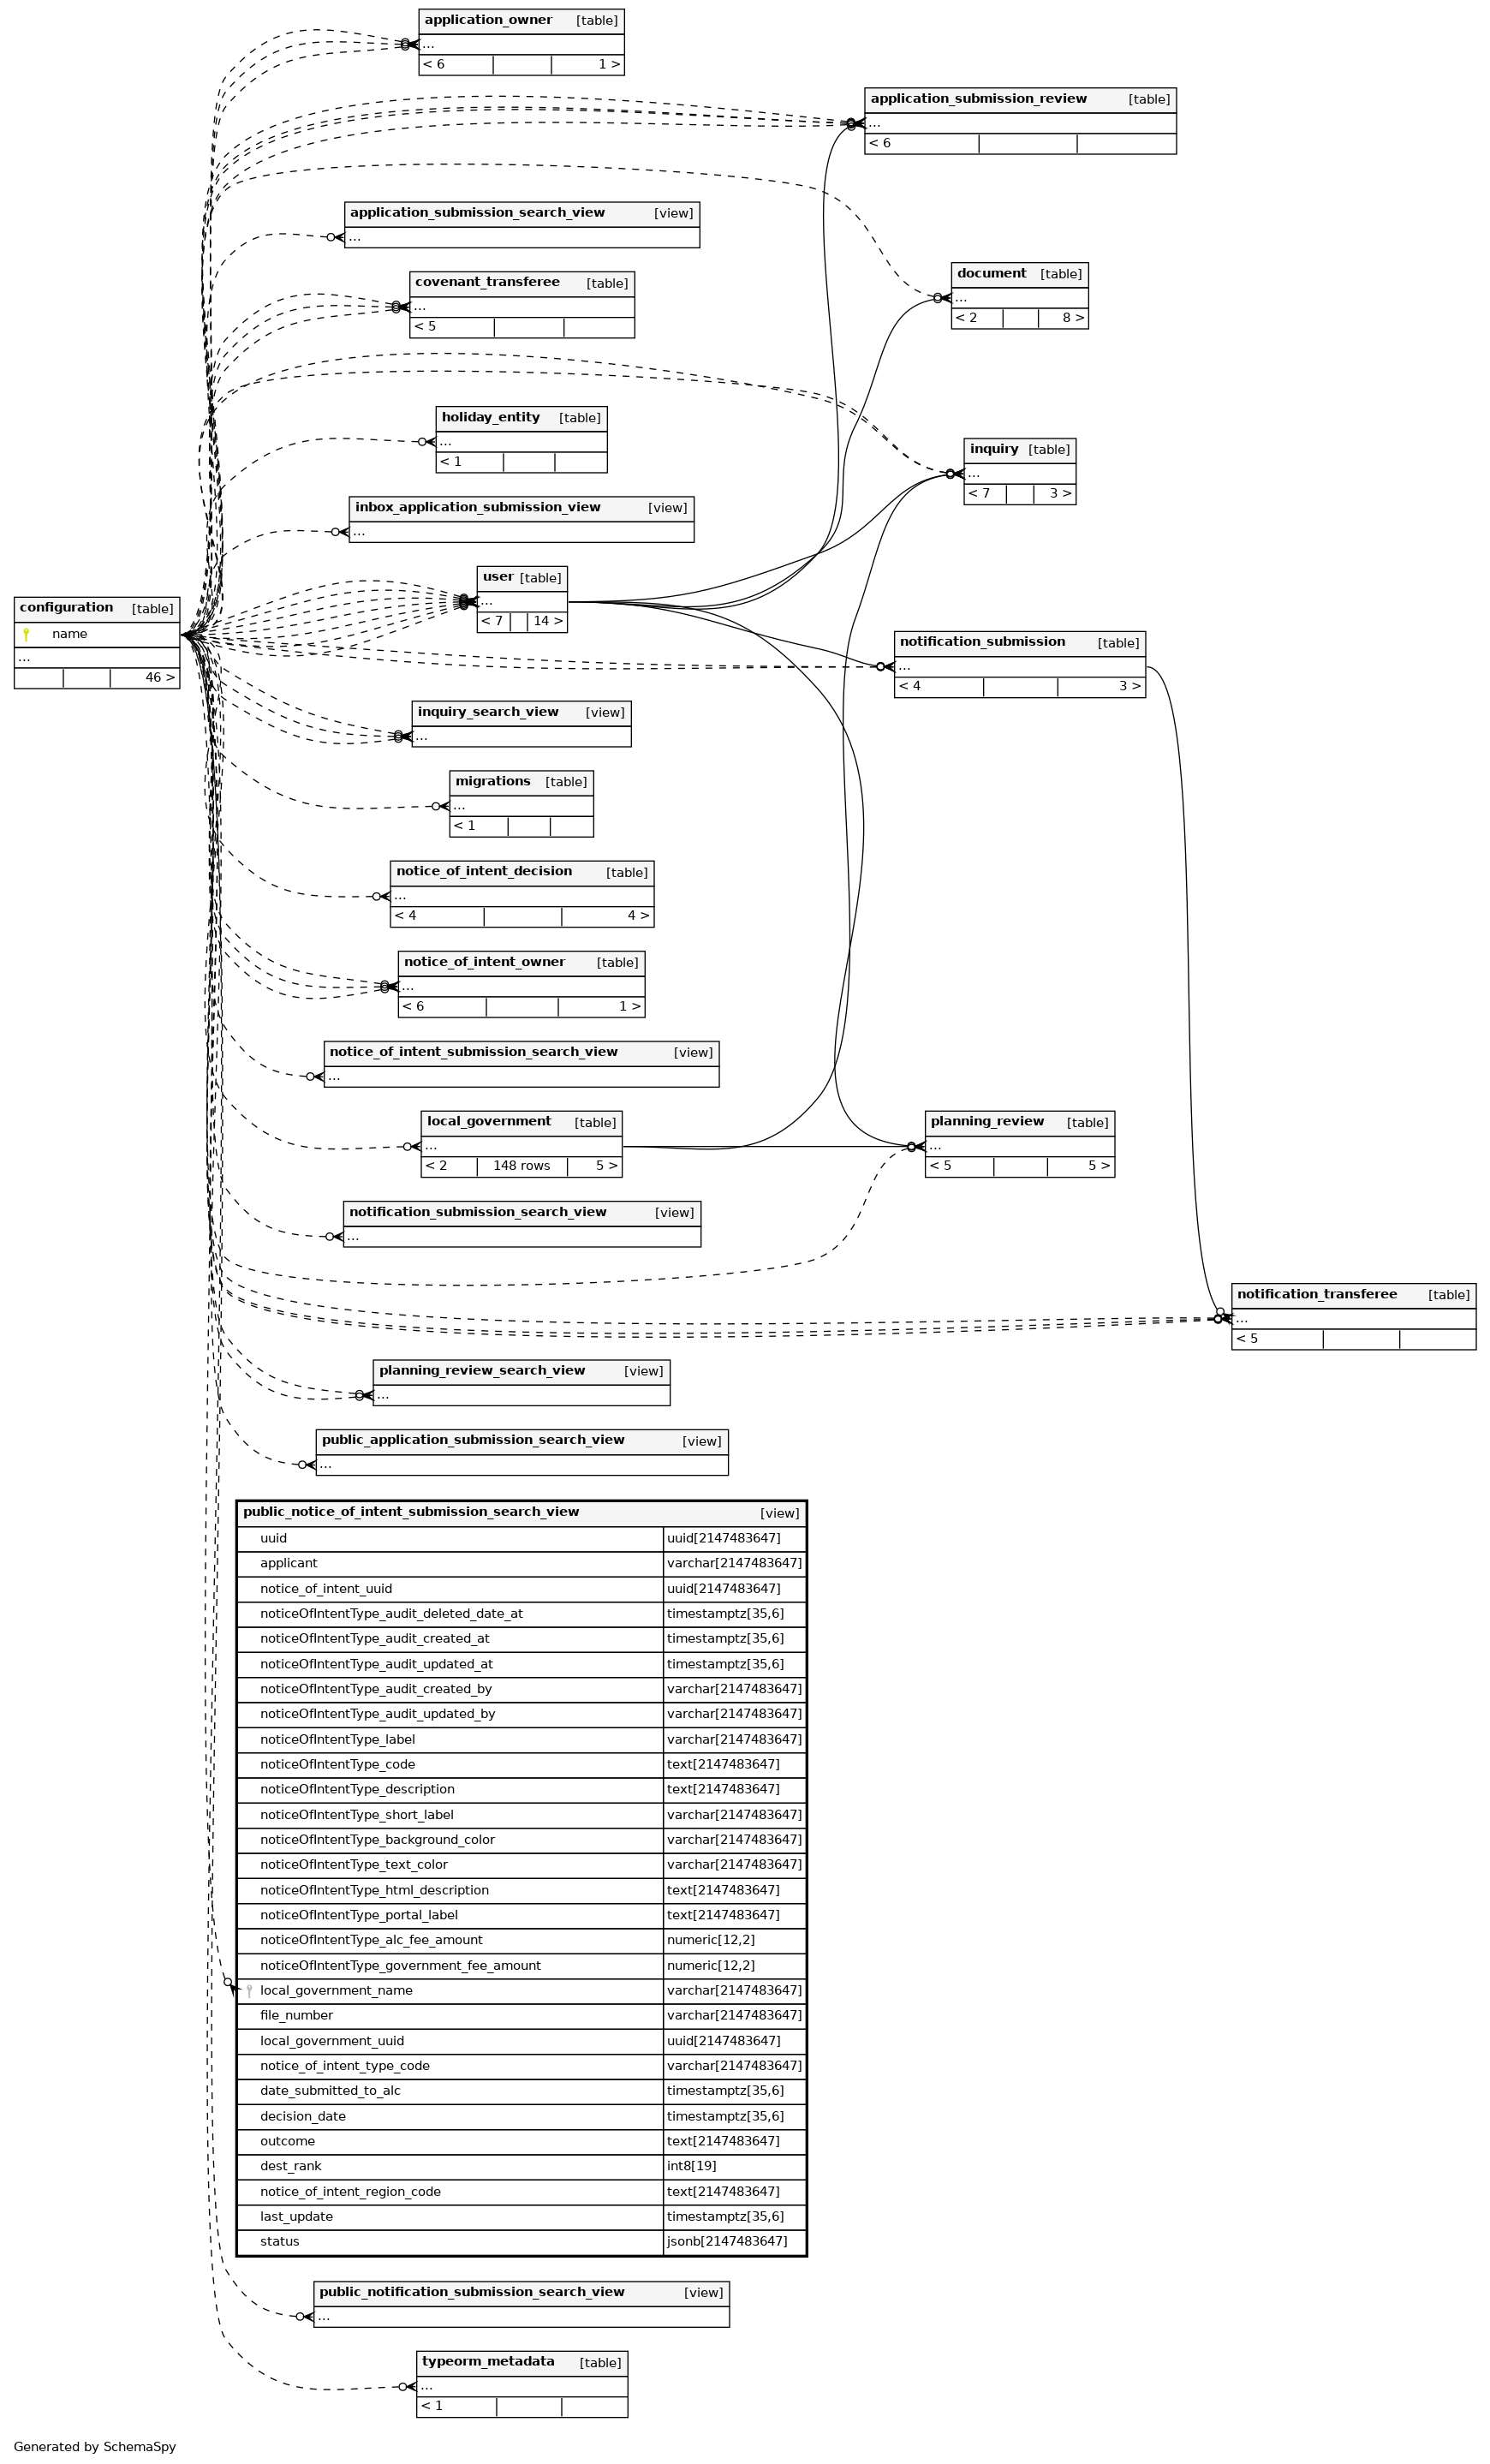 application_owner [table]
...
< 6 1 >
application_submission_review [table]
...
< 6
application_submission_search_view [view]
...
covenant_transferee [table]
...
< 5
document [table]
...
< 2 8 >
holiday_entity [table]
...
< 1
inquiry [table]
...
< 7 3 >
inbox_application_submission_view [view]
...
user [table]
...
< 7 14 >
configuration [table]
name
...
46 >
notification_submission [table]
...
< 4 3 >
inquiry_search_view [view]
...
migrations [table]
...
< 1
notice_of_intent_decision [table]
...
< 4 4 >
notice_of_intent_owner [table]
...
< 6 1 >
notice_of_intent_submission_search_view [view]
...
local_government [table]
...
< 2 148 rows 5 >
planning_review [table]
...
< 5 5 >
notification_submission_search_view [view]
...
notification_transferee [table]
...
< 5
planning_review_search_view [view]
...
public_application_submission_search_view [view]
...
public_notice_of_intent_submission_search_view [view]
uuid uuid[2147483647]
applicant varchar[2147483647]
notice_of_intent_uuid uuid[2147483647]
noticeOfIntentType_audit_deleted_date_at timestamptz[35,6]
noticeOfIntentType_audit_created_at timestamptz[35,6]
noticeOfIntentType_audit_updated_at timestamptz[35,6]
noticeOfIntentType_audit_created_by varchar[2147483647]
noticeOfIntentType_audit_updated_by varchar[2147483647]
noticeOfIntentType_label varchar[2147483647]
noticeOfIntentType_code text[2147483647]
noticeOfIntentType_description text[2147483647]
noticeOfIntentType_short_label varchar[2147483647]
noticeOfIntentType_background_color varchar[2147483647]
noticeOfIntentType_text_color varchar[2147483647]
noticeOfIntentType_html_description text[2147483647]
noticeOfIntentType_portal_label text[2147483647]
noticeOfIntentType_alc_fee_amount numeric[12,2]
noticeOfIntentType_government_fee_amount numeric[12,2]
local_government_name varchar[2147483647]
file_number varchar[2147483647]
local_government_uuid uuid[2147483647]
notice_of_intent_type_code varchar[2147483647]
date_submitted_to_alc timestamptz[35,6]
decision_date timestamptz[35,6]
outcome text[2147483647]
dest_rank int8[19]
notice_of_intent_region_code text[2147483647]
last_update timestamptz[35,6]
status jsonb[2147483647]
public_notification_submission_search_view [view]
...
typeorm_metadata [table]
...
< 1
Generated by SchemaSpy